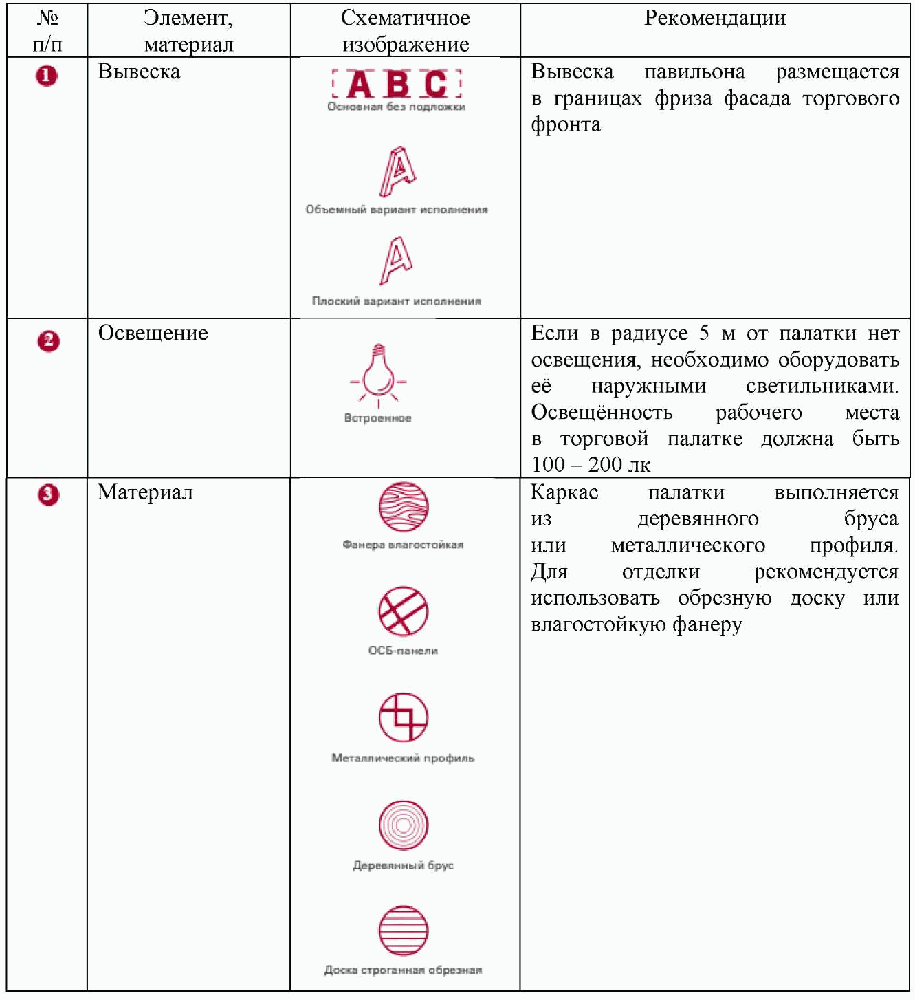 №
п/п
Элемент,
материал
Схематичное
изображение
Рекомендации
1
Вывеска
АВС
Основная без подложки
А
Объемный вариант исполнения
А
Плоский вариант исполнения
Вывеска павильона размещается
в границах фриза фасада торгового
фронта
2
Освещение
Встроенное
Если в радиусе 5 м от палатки нет
освещения, необходимо оборудовать
её наружными светильниками.
Освещённость рабочего места
в торговой палатке должна быть
100 – 200 лк
3
Материал
Фанера влагостойкая
ОСБ-панели
Металлический профиль
Деревянный брус
Доска строганная обрезная
Каркас палатки выполняется
из деревянного бруса
или металлического профиля.
Для отделки рекомендуется
использовать обрезную доску или
влагостойкую фанеру